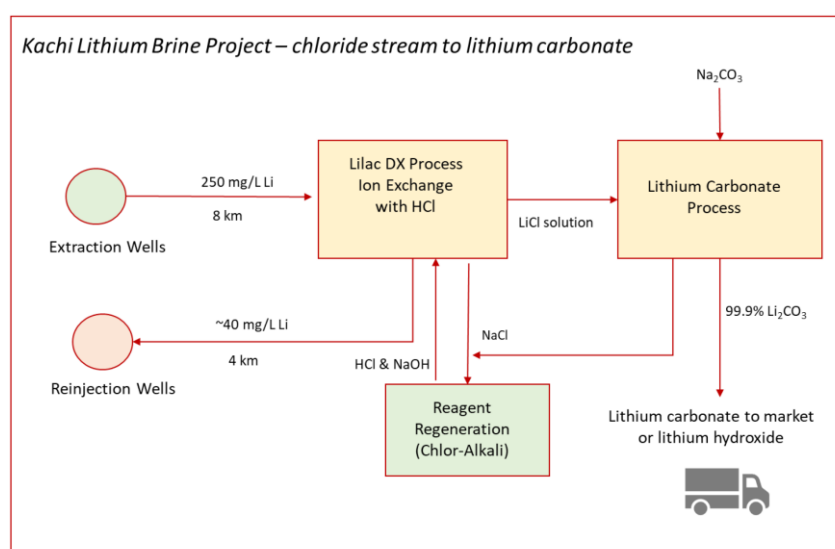 Kachi Lithium Brine Project – chloride stream to lithium carbonate
Na₂CO₃
250 mg/L Li
8 km
Extraction Wells
Lilac DX Process
Ion Exchange
with HCl
LiCl solution
Lithium Carbonate
Process
~40 mg/L Li
4 km
Reinjection Wells
HCl & NaOH
NaCl
99.9% Li₂CO₃
Reagent
Regeneration
(Chlor-Alkali)
Lithium carbonate to market
or lithium hydroxide